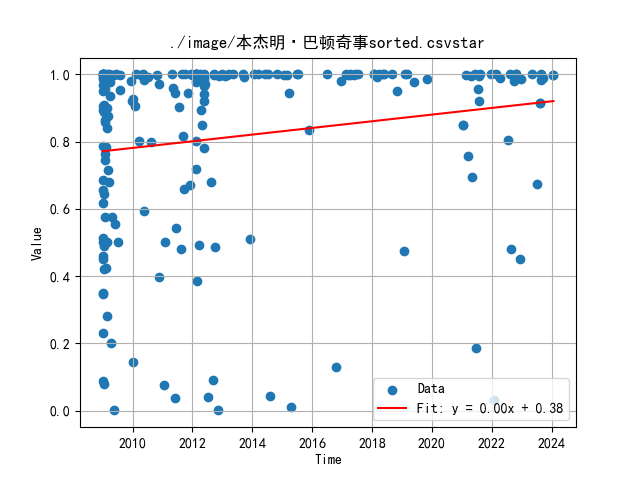 ./image/本杰明·巴顿奇事sorted.csvstar
Value
1.0
0.8
0.6
0.4
0.2
0.0
Data
Fit: y = 0.00x + 0.38
2010 2012 2014 2016 2018 2020 2022 2024
Time